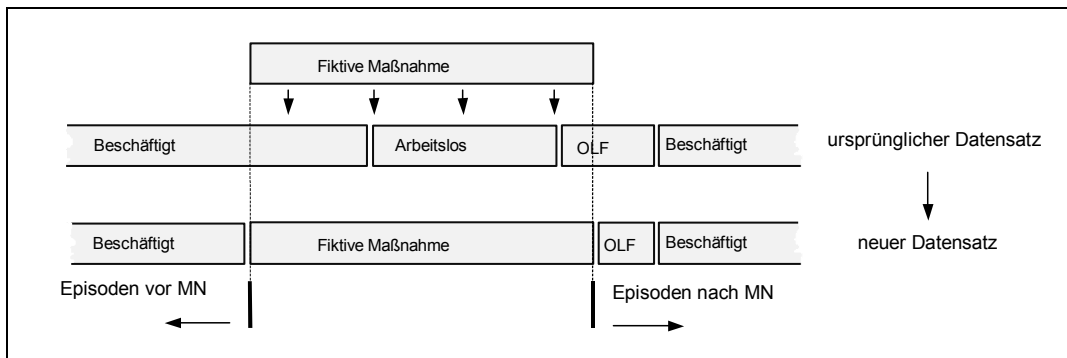 Fiktive Maßnahme
Beschäftigt Arbeitslos OLF Beschäftigt ursprünglicher Datensatz
Beschäftigt Fiktive Maßnahme OLF Beschäftigt neuer Datensatz
Episoden vor MN Episoden nach MN